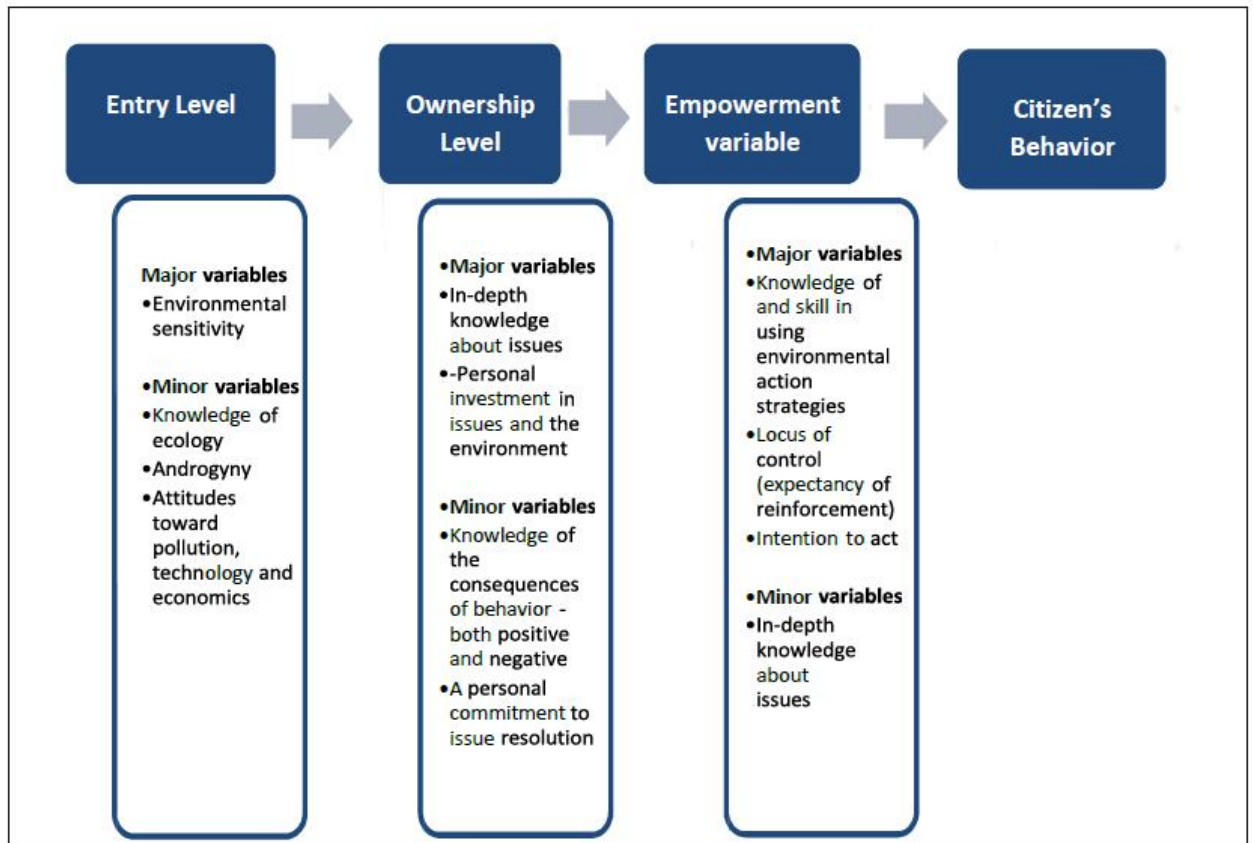 Entry Level
Ownership
Level
Empowerment
variable
Citizen's
Behavior
Major variables
•Environmental
sensitivity
•Minor variables
•Knowledge of
ecology
•Androgyny
•Attitudes
toward
pollution,
technology and
economics
•Major variables
•In-depth
knowledge
about issues
•-Personal
investment in
issues and the
environment
•Minor variables
•Knowledge of
the
consequences
of behavior -
both positive
and negative
•A personal
commitment to
issue resolution
•Major variables
•Knowledge of
and skill in
using
environmental
action
strategies
•Locus of
control
(expectancy of
reinforcement)
•Intention to act
•Minor variables
•In-depth
knowledge
about
issues